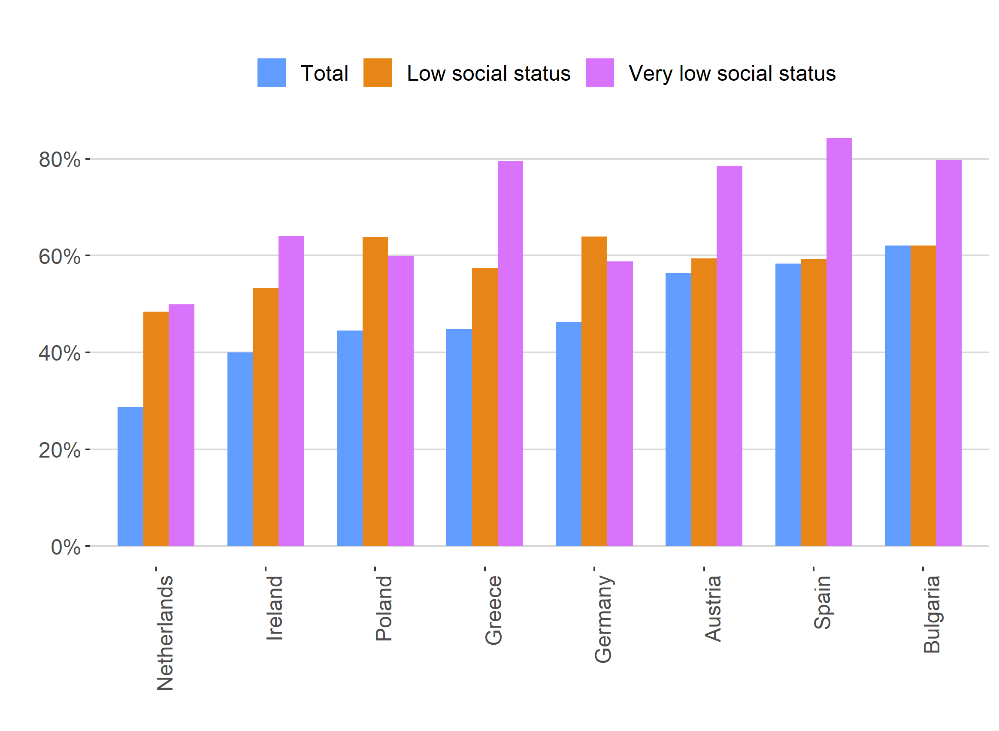 Total Low social status Very low social status
80%
60%
40%
20%
0%
Netherlands
Ireland
Poland
Greece
Germany
Austria
Spain
Bulgaria